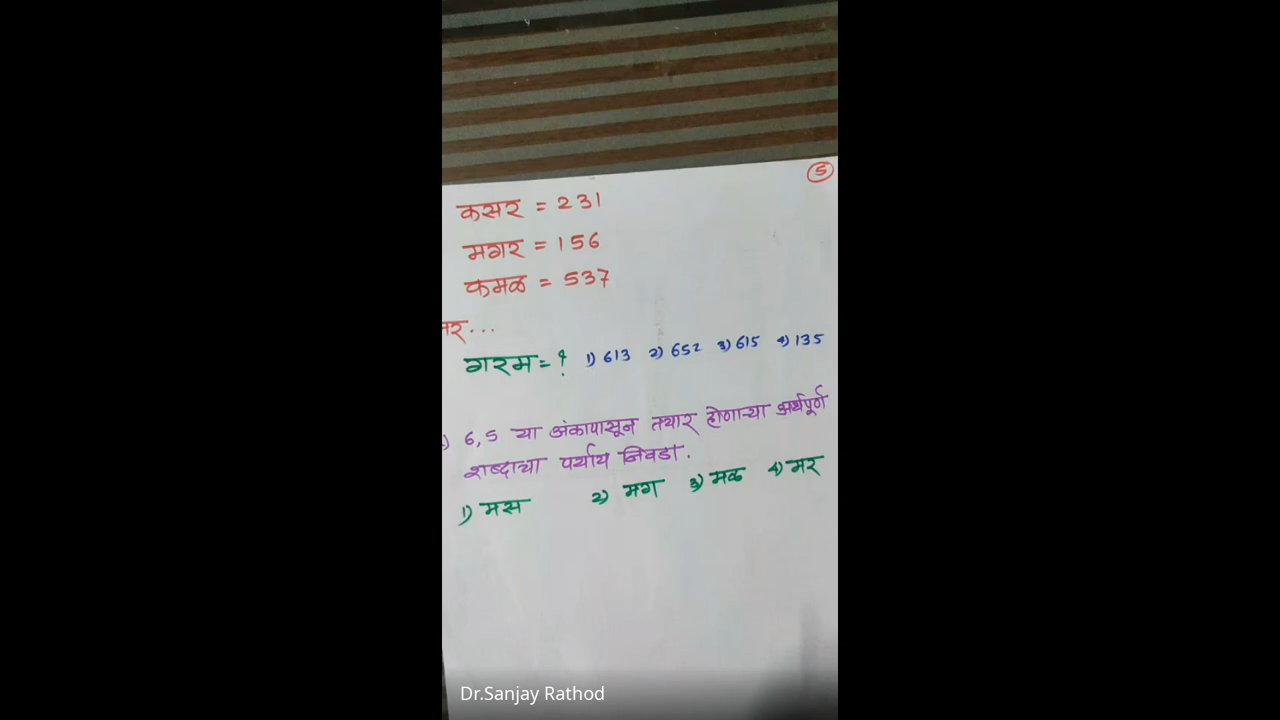 5
कसर = 231
मगर = 156
कमळ = 537
तर...
गरम = ? 1) 613 2) 652 3) 615 4) 135
6,5 या अंकापासून तयार होणाऱ्या अर्थपूर्ण
शब्दाचा पर्याय निवडा.
1) मस 2) मग 3) मळ 4) मर
Dr.Sanjay Rathod